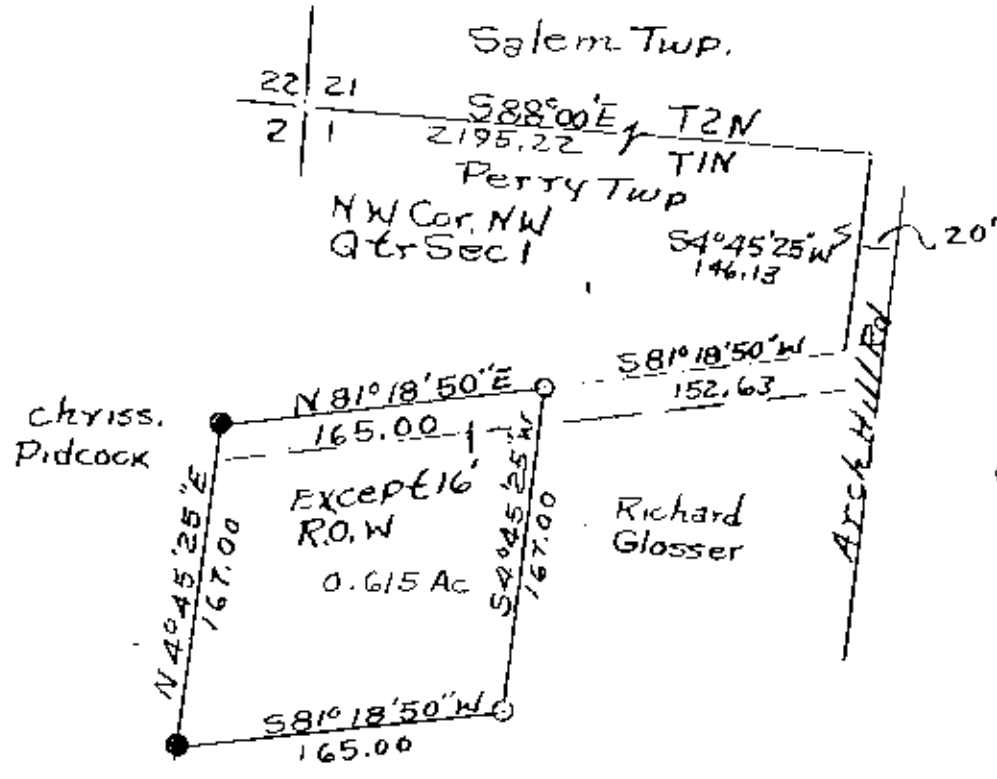 Salem Twp.
22 21
S88°00'E T2N
2 1 2195.22 T1N
Perry Twp
NW Cor. NW
Qtr Sec 1
S4°45'25"W
146.13
20'
S81°18'50"W
152.63
Arch Hill Rd
N81°18'50"E
165.00
Chriss.
Pidcock
Except 16'
R.O.W
0.615 Ac
N4°45'25"E
167.00
S4°45'25"W
167.00
Richard
Glosser
S81°18'50"W
165.00